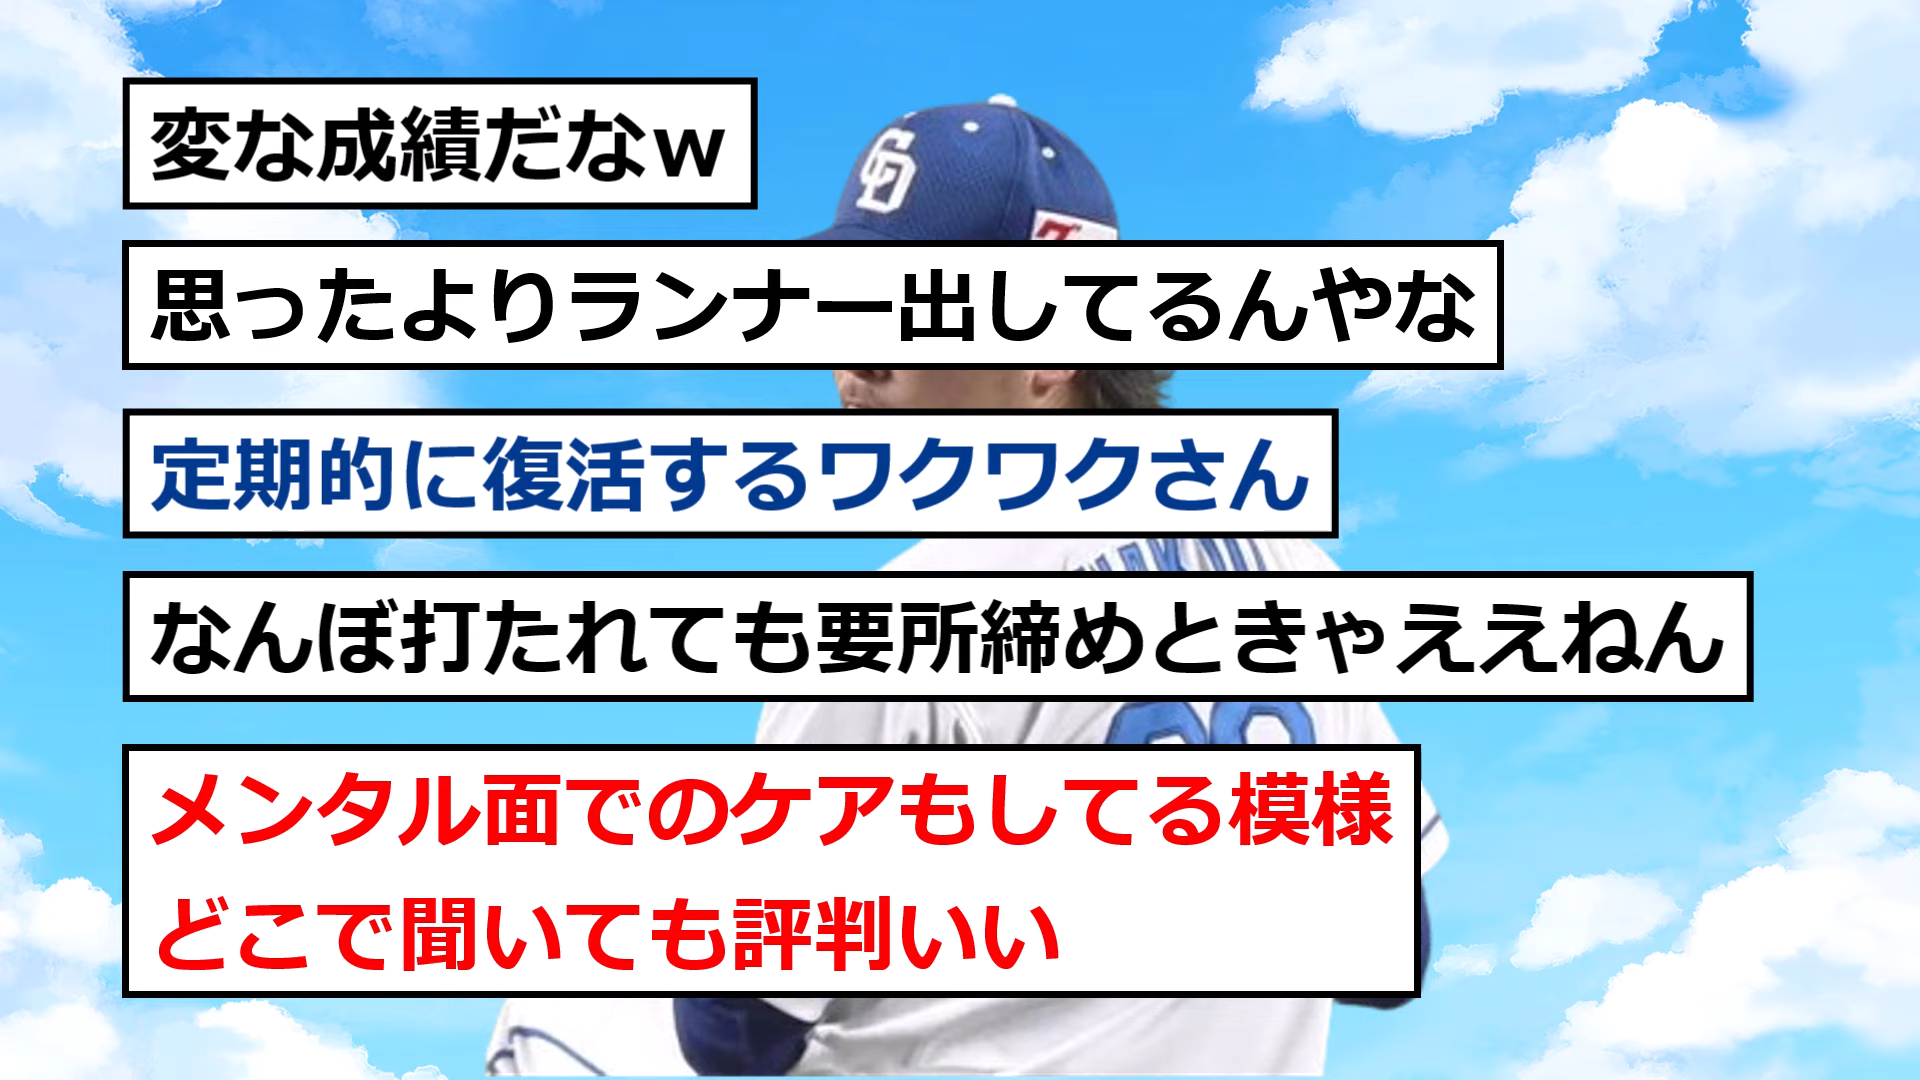 変な成績だなｗ
CD
思ったよりランナー出してるんやな
定期的に復活するワクワクさん
なんぼ打たれても要所締めときゃええねん
メンタル面でのケアもしてる模様
どこで聞いても評判いい